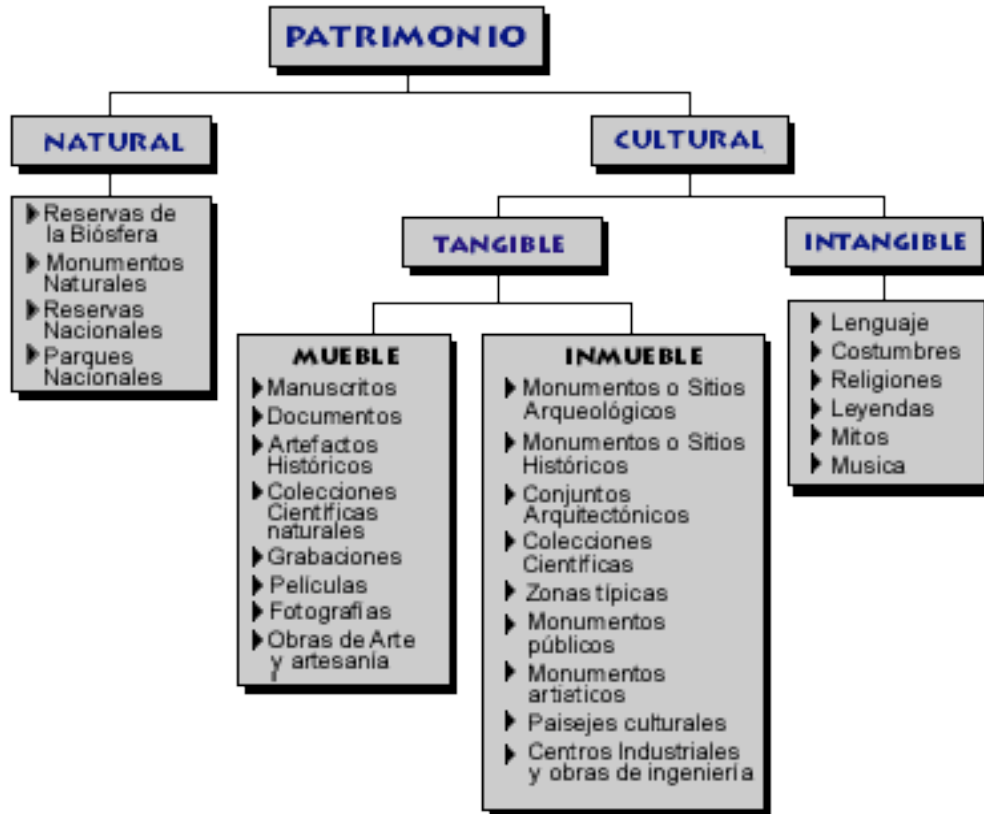 PATRIMONIO
NATURAL
Reservas de
la Biósfera
Monumentos
Naturales
Reservas
Nacionales
Parques
Nacionales
CULTURAL
TANGIBLE
MUEBLE
Manuscritos
Documentos
Artefactos
Históricos
Colecciones
Científicas
naturales
Grabaciones
Películas
Fotografías
Obras de Arte
y artesanía
INMUEBLE
Monumentos o Sitios
Arqueológicos
Monumentos o Sitios
Históricos
Conjuntos
Arquitectónicos
Colecciones
Científicas
Zonas típicas
Monumentos
públicos
Monumentos
artísticos
Paisejes culturales
Centros Industriales
y obras de ingeniería
INTANGIBLE
Lenguaje
Costumbres
Religiones
Leyendas
Mitos
Musica